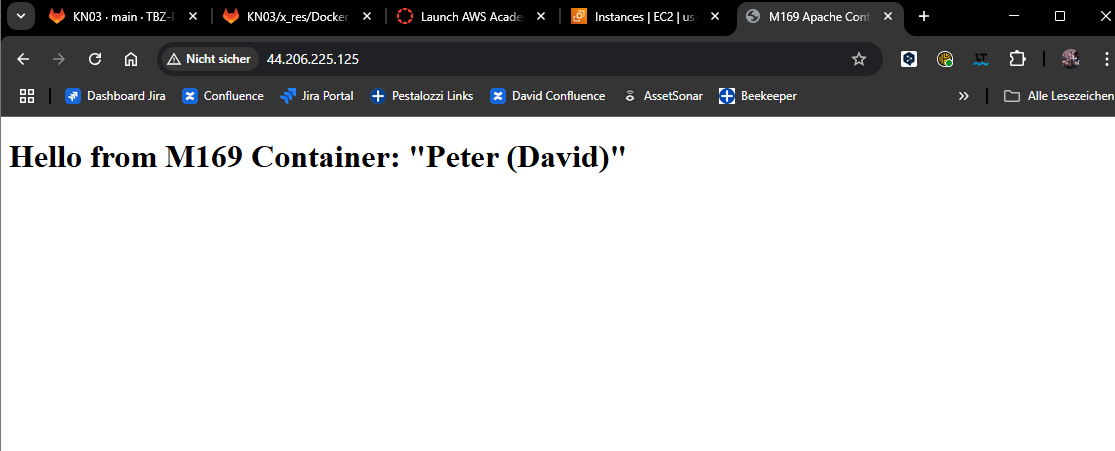 KN03 · main · TBZ-I
KN03/x_res/Docker
Launch AWS Acade
Instances | EC2 | us-
M169 Apache Cont
Nicht sicher
44.206.225.125
Dashboard Jira
Confluence
Jira Portal
Pestalozzi Links
David Confluence
AssetSonar
Beekeeper
Alle Lesezeichen
Hello from M169 Container: "Peter (David)"